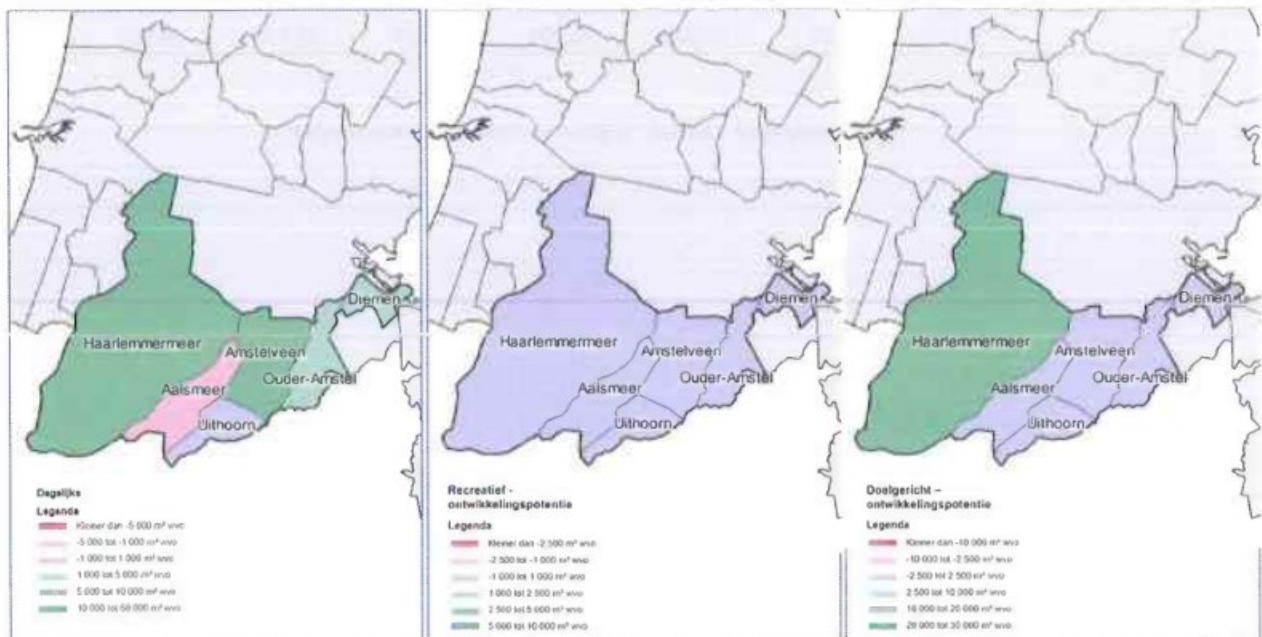 Diemen
Haarlemmermeer
Amstelveen
Aalsmeer
Ouder-Amstel
Uithoorn
Dagelijks
Legenda
Kleiner dan -5 000 m² wvo
-5 000 tot -1 000 m² wvo
-1 000 tot 1 000 m² wvo
1 000 tot 5 000 m² wvo
5 000 tot 10 000 m² wvo
10 000 tot 50 000 m² wvo
Diemen
Haarlemmermeer
Amstelveen
Aalsmeer
Ouder-Amstel
Uithoorn
Recreatief -
ontwikkelingspotentie
Legenda
Kleiner dan -2 500 m² wvo
-2 500 tot -1 000 m² wvo
-1 000 tot 1 000 m² wvo
1 000 tot 2 500 m² wvo
2 500 tot 5 000 m² wvo
5 000 tot 10 000 m² wvo
Diemen
Haarlemmermeer
Amstelveen
Aalsmeer
Ouder-Amstel
Uithoorn
Doelgericht –
ontwikkelingspotentie
Legenda
Kleiner dan -10 000 m² wvo
-10 000 tot -2 500 m² wvo
-2 500 tot 2 500 m² wvo
2 500 tot 10 000 m² wvo
10 000 tot 20 000 m² wvo
20 000 tot 30 000 m² wvo